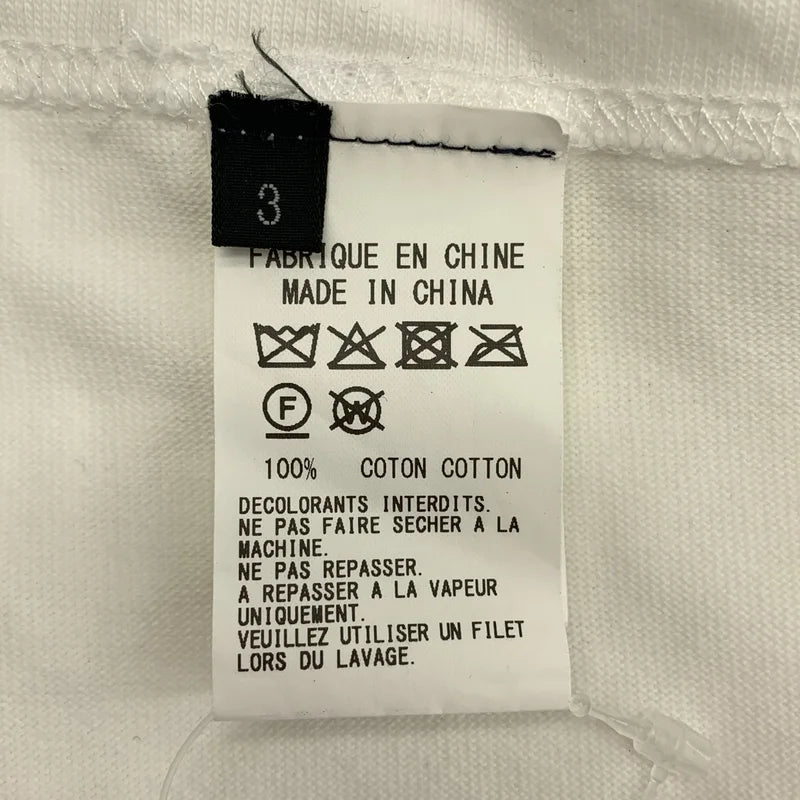 3
FABRIQUE EN CHINE
MADE IN CHINA
F W
100% COTON COTTON
DECOLORANTS INTERDITS.
NE PAS FAIRE SECHER A LA
MACHINE.
NE PAS REPASSER.
A REPASSER A LA VAPEUR
UNIQUEMENT.
VEUILLEZ UTILISER UN FILET
LORS DU LAVAGE.